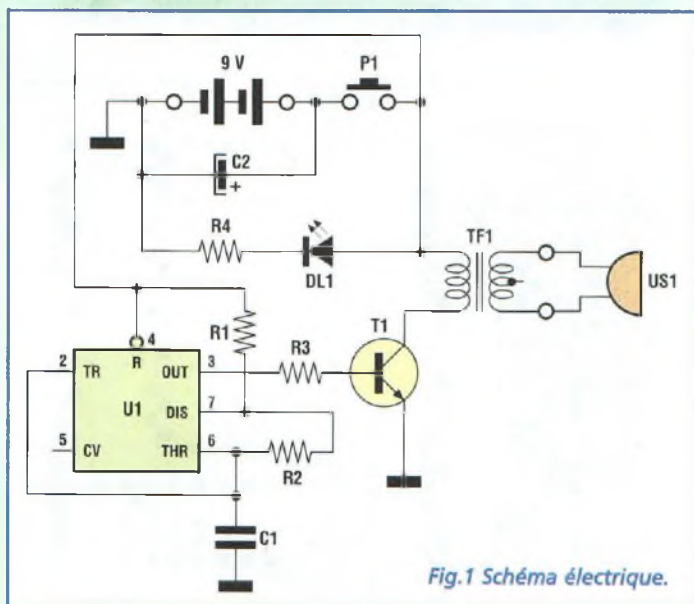 9 V
P1
C2
+
R4
DL1
TF1
US1
R1
T1
4
R
2
TR
OUT
3
R3
U1
DIS
7
5
CV
THR
6
R2
C1
Fig.1 Schéma électrique.